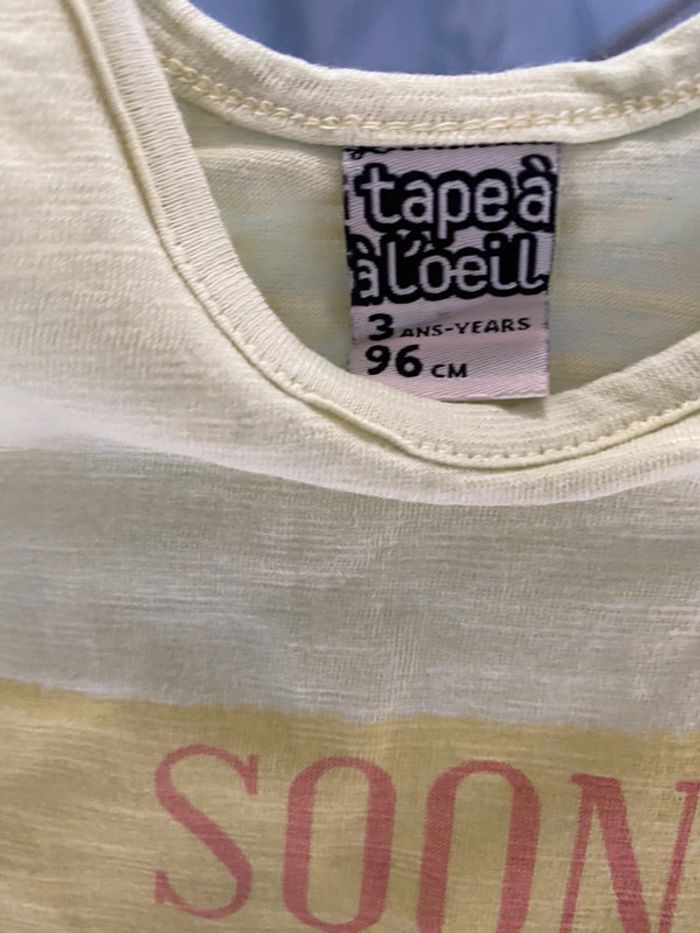 tape à
à l'oeil
3 ANS-YEARS
96 CM
SOON